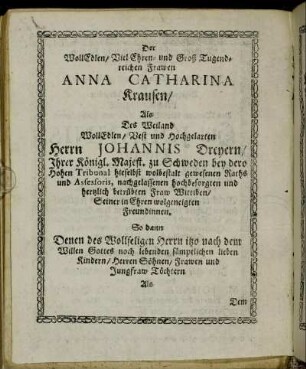 Der
WollEdlen/ Viel Ehren- und Groß Tugend-
reichen Frawen
ANNA CATHARINA
Krausen/
Als
Des Weiland
WollEdlen/ Vest und Hochgelarten
Herrn JOHANNIS Dreyern/
Ihrer Königl. Majest. zu Schweden bey dero
Hohen Tribunal hieselbst wolbestalt gewesenen Raths
und Assessoris, nachgelassenen hochbesorgten und
hertzlich betrübten Fraw Wittiben/
Seiner in Ehren wolgeneigten
Freundinnen.
So dann
Denen des Wollseligen Herrn itzo nach dem
Willen Gottes noch lebenden sämptlichen lieben
Kindern/ Herren Söhnen/ Frawen und
Jungfraw Töchtern
Als
Dem